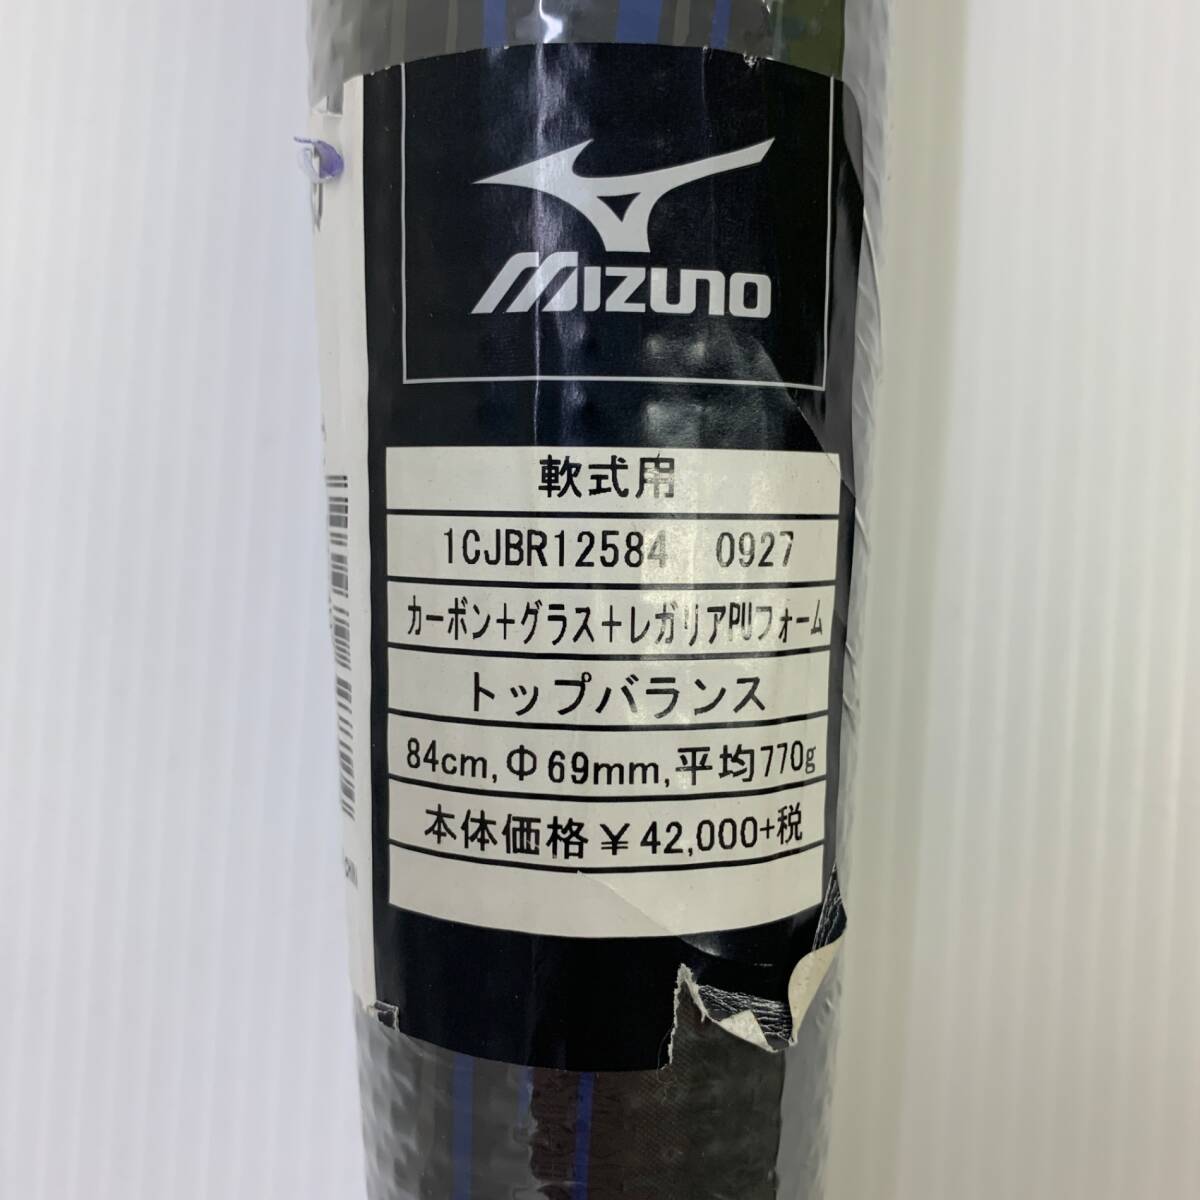 MIZUNO
軟式用
1CJBR12584 0927
カーボン+グラス+レガリアPUフォーム
トップバランス
84cm,Φ69mm,平均770g
本体価格¥42,000+税